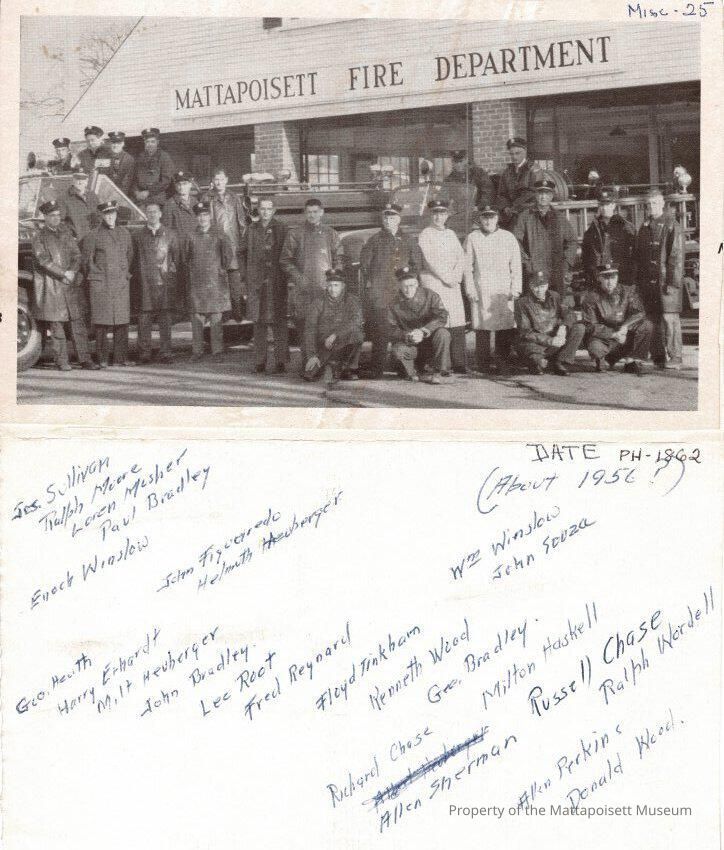 Misc - 25
MATTAPOISETT FIRE DEPARTMENT
DATE PH-1862
(About 1956?)
Jos. Sullivan
Ralph Moore
Loren Mosher
Paul Bradley
Enoch Winslow
John Figueredo
Helmuth Heuberger
Wm Winslow
John Souza
Geo. Heuith
Harry Erhardt
Milt Heuberger
John Bradley.
Lee Root
Fred Reynard
Floyd Tinkham
Kenneth Wood
Geo. Bradley.
Milton Haskell
Russell Chase
Ralph Wordell
Richard Chase
Allen Sherman
Allen Perkins
Donald Wood.
Property of the Mattapoisett Museum